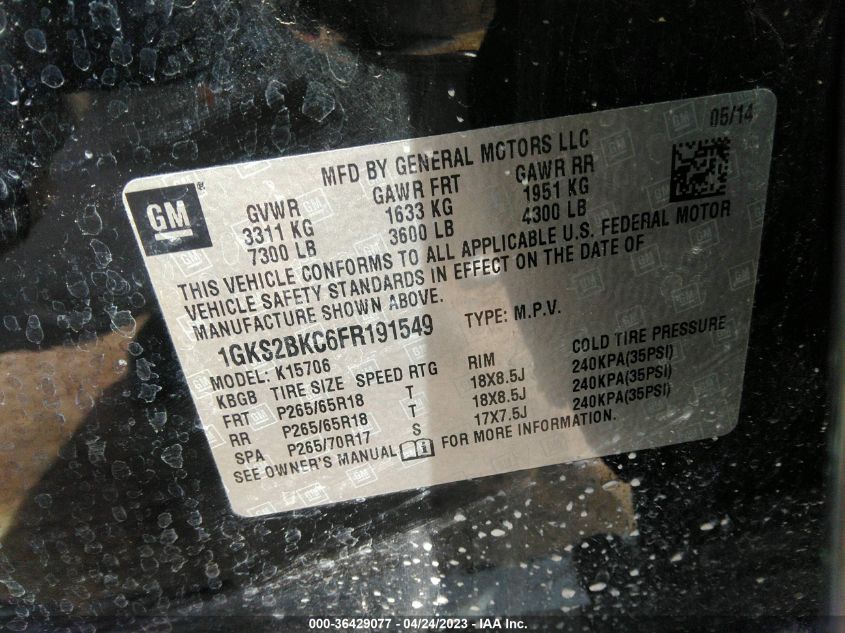 05/14
MFD BY GENERAL MOTORS LLC
GM®
GVWR GAWR FRT GAWR RR
3311 KG 1633 KG 1951 KG
7300 LB 3600 LB 4300 LB
THIS VEHICLE CONFORMS TO ALL APPLICABLE U.S. FEDERAL MOTOR
VEHICLE SAFETY STANDARDS IN EFFECT ON THE DATE OF
MANUFACTURE SHOWN ABOVE.
1GKS2BKC6FR191549 TYPE: M.P.V.
MODEL: K15706
KBGB TIRE SIZE SPEED RTG RIM COLD TIRE PRESSURE
FRT P265/65R18 T 18X8.5J 240KPA(35PSI)
RR P265/65R18 T 18X8.5J 240KPA(35PSI)
SPA P265/70R17 S 17X7.5J 240KPA(35PSI)
SEE OWNER'S MANUAL FOR MORE INFORMATION.
000-36429077 - 04/24/2023 - IAA Inc.